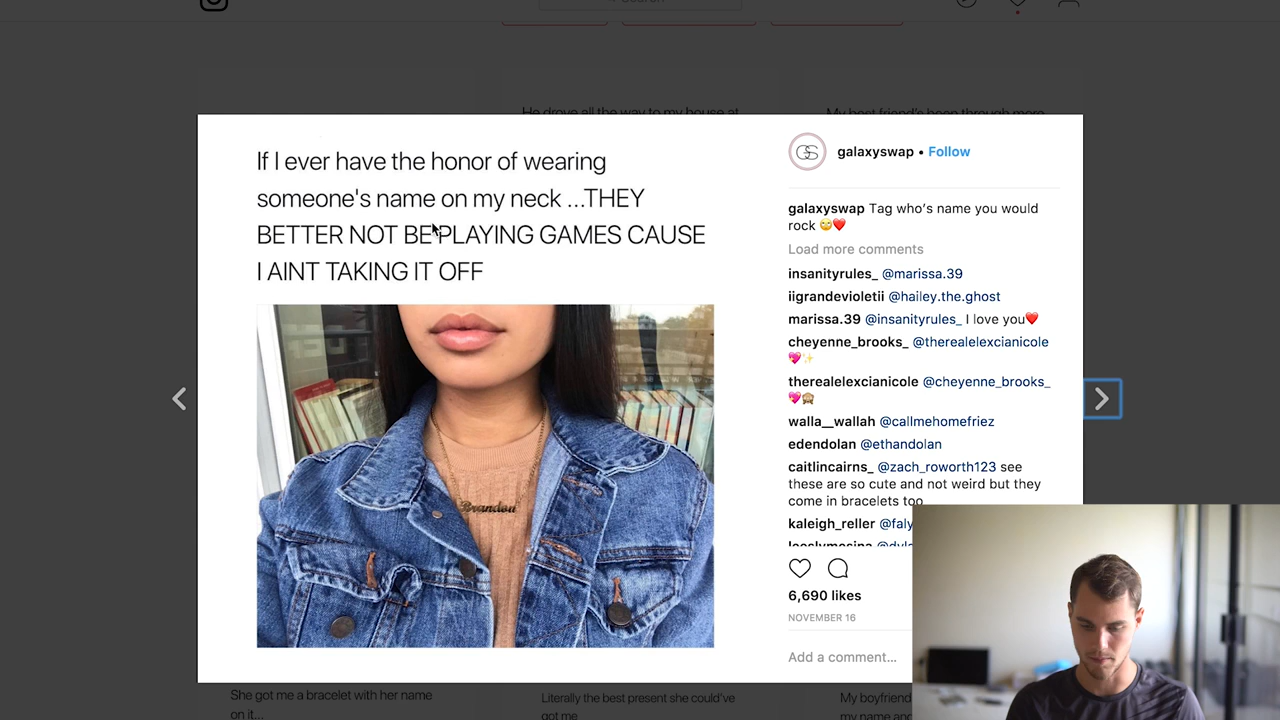 He drove all the way to my house at
My best friend's been through more
If I ever have the honor of wearing
someone's name on my neck ...THEY
BETTER NOT BE PLAYING GAMES CAUSE
I AINT TAKING IT OFF
Brandon
GS
galaxyswap • Follow
galaxyswap Tag who's name you would
rock 🙄❤️
Load more comments
insanityrules_ @marissa.39
iigrandevioletii @hailey.the.ghost
marissa.39 @insanityrules_ I love you❤️
cheyenne_brooks_ @therealelexcianicole
💖✨
therealelexcianicole @cheyenne_brooks_
💖🙈
walla__wallah @callmehomefriez
edendolan @ethandolan
caitlincairns_ @zach_roworth123 see
these are so cute and not weird but they
come in bracelets too
kaleigh_reller @faly
6,690 likes
NOVEMBER 16
Add a comment...
She got me a bracelet with her name
on it...
Literally the best present she could've
got me
My boyfriend
my name and